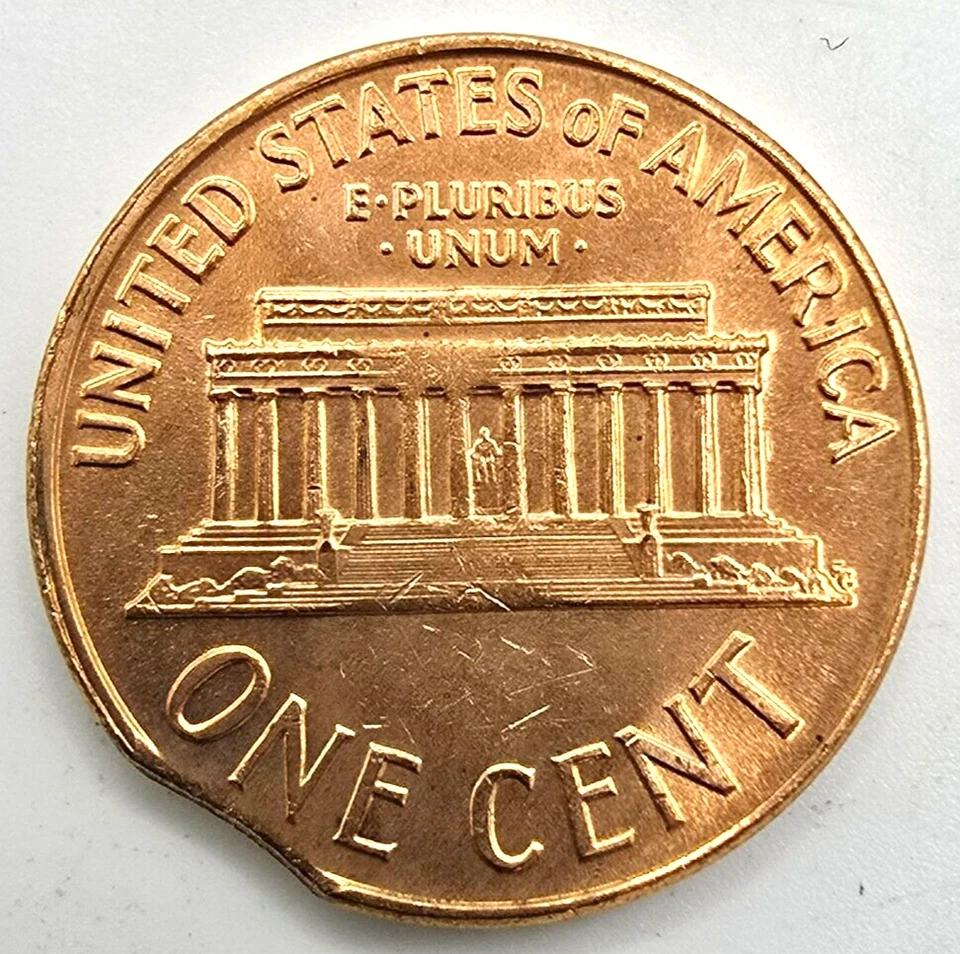 UNITED STATES OF AMERICA
E·PLURIBUS
·UNUM·
ONE CENT